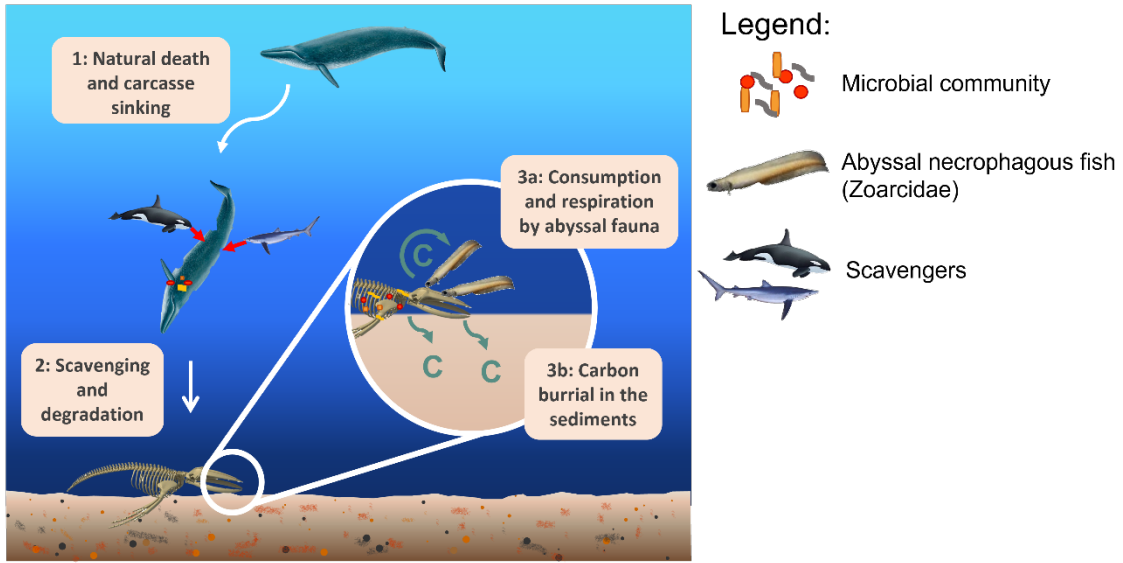 1: Natural death
and carcasse
sinking
3a: Consumption
and respiration
by abyssal fauna
C
2: Scavenging
and
degradation
C
C
3b: Carbon
burrial in the
sediments
Legend:
Microbial community
Abyssal necrophagous fish
(Zoarcidae)
Scavengers